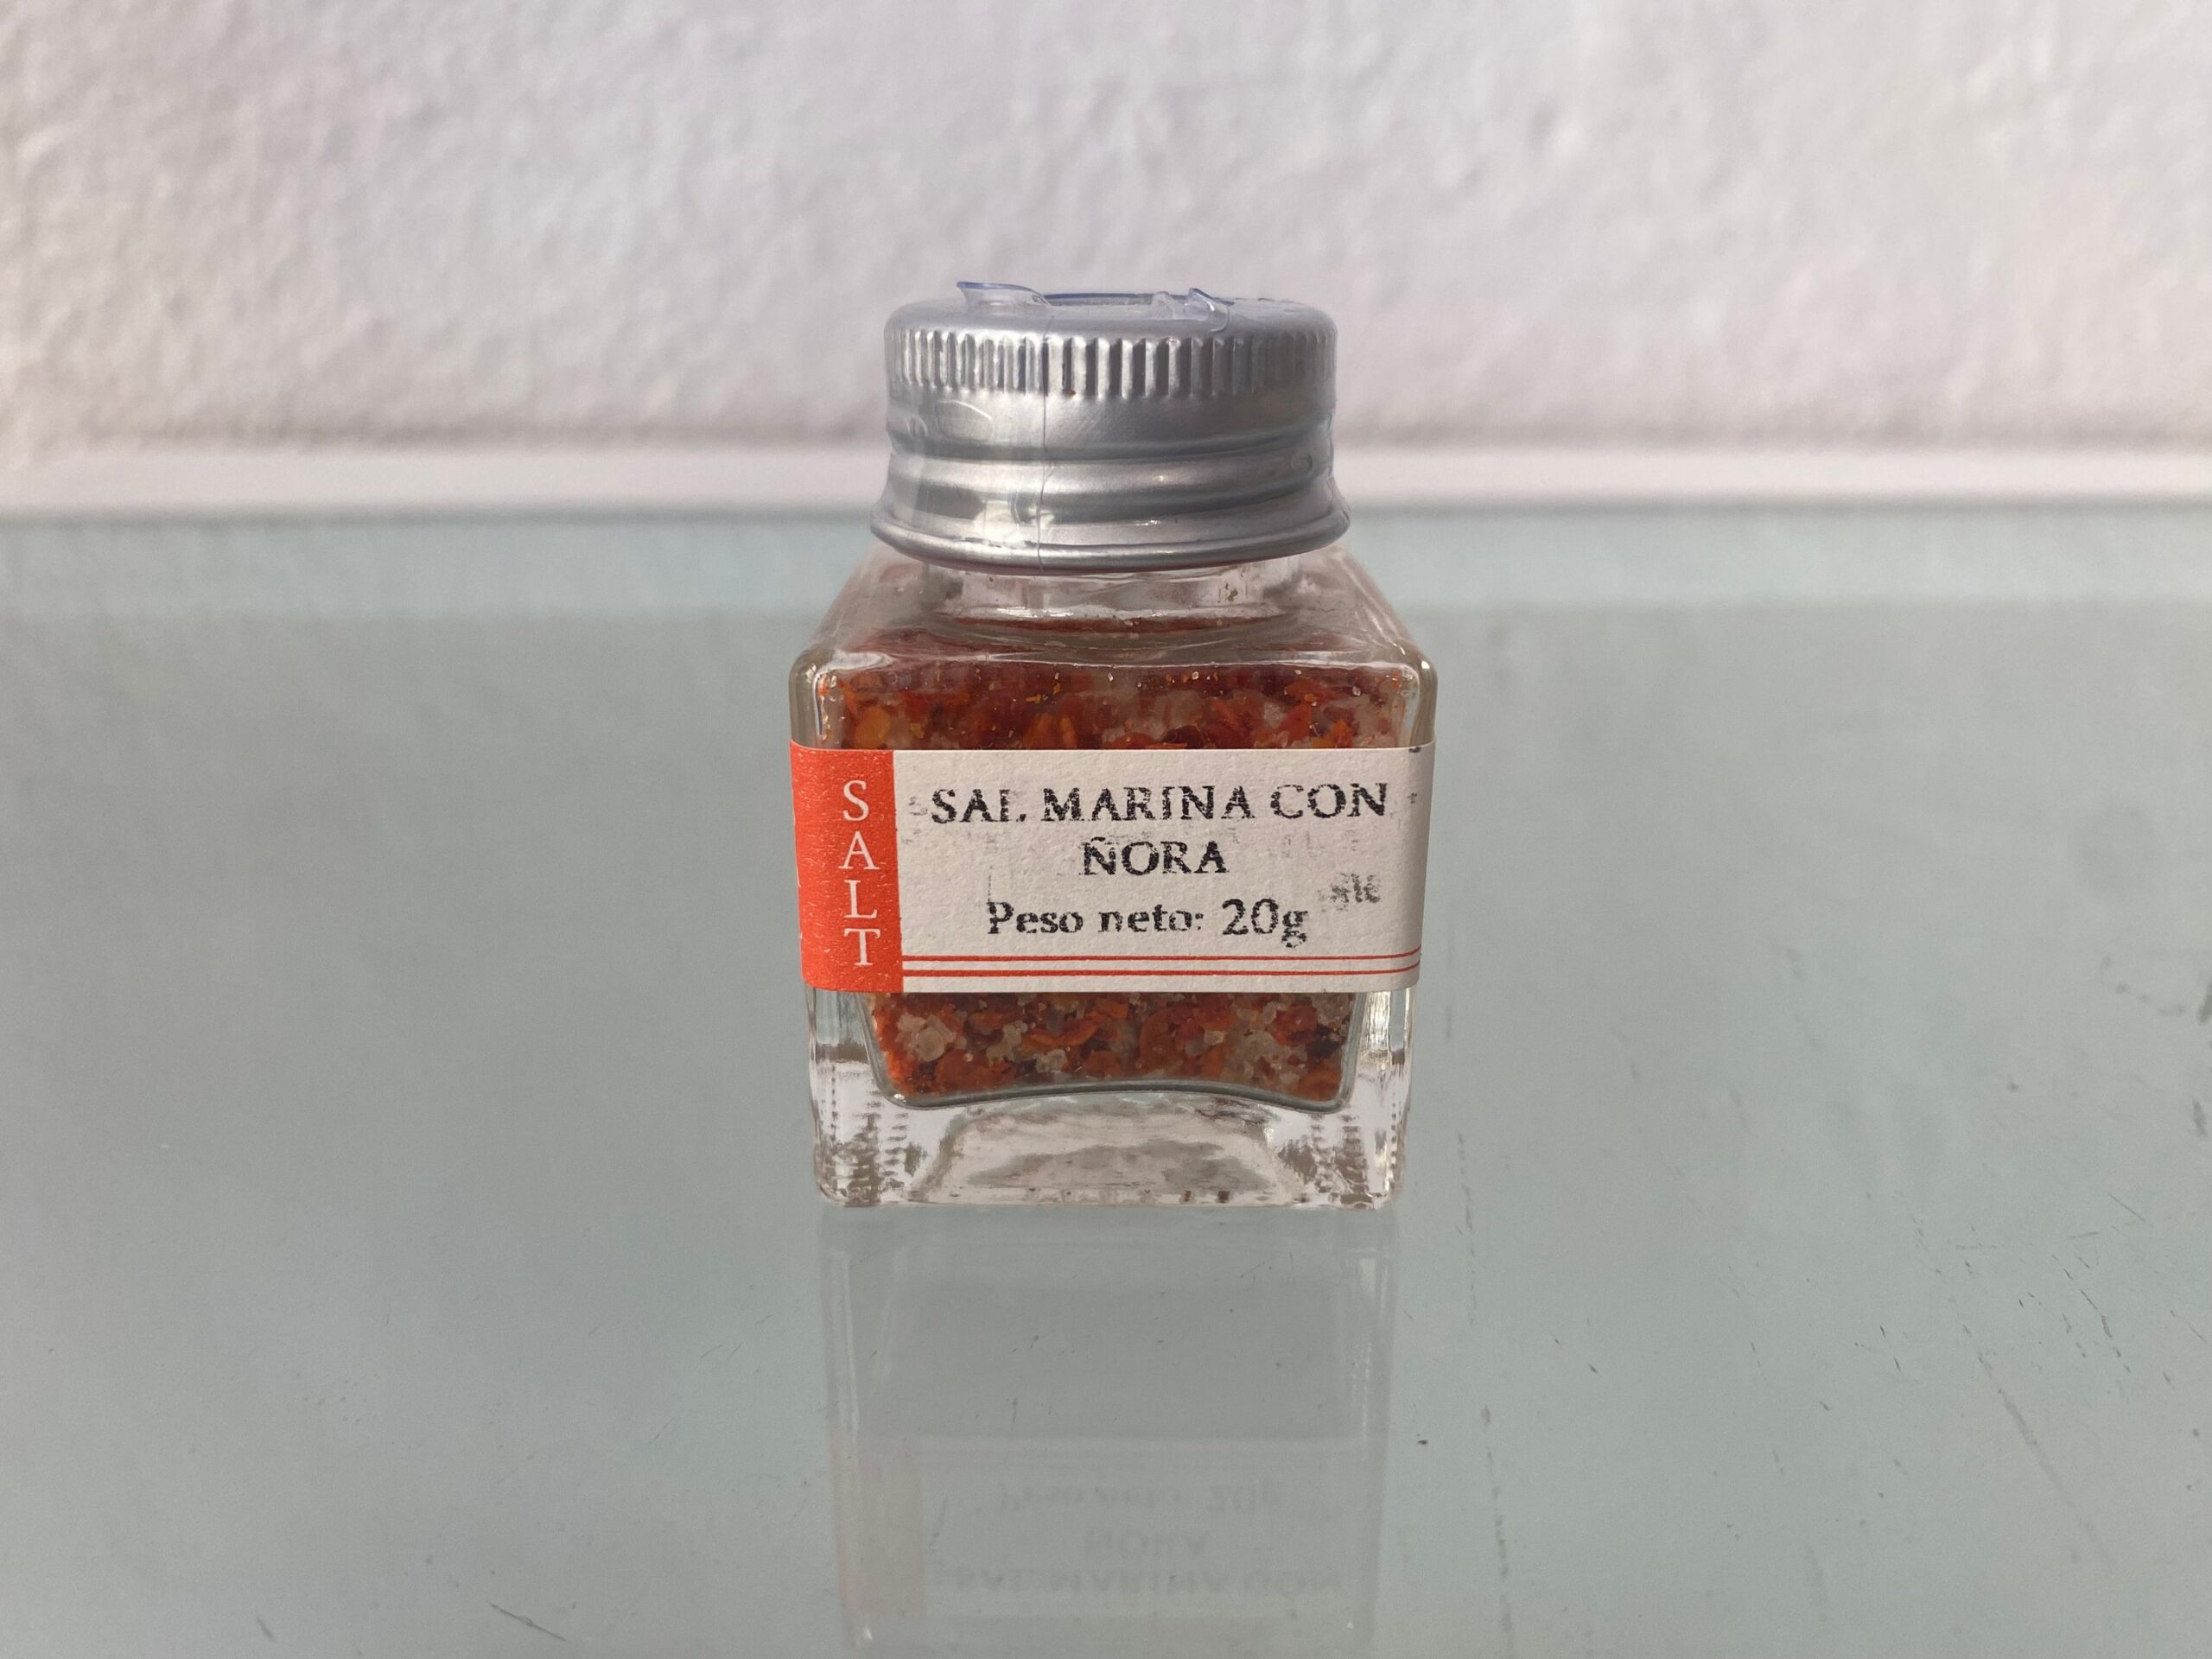 SALT
SAL MARINA CON
ÑORA
Peso neto: 20g